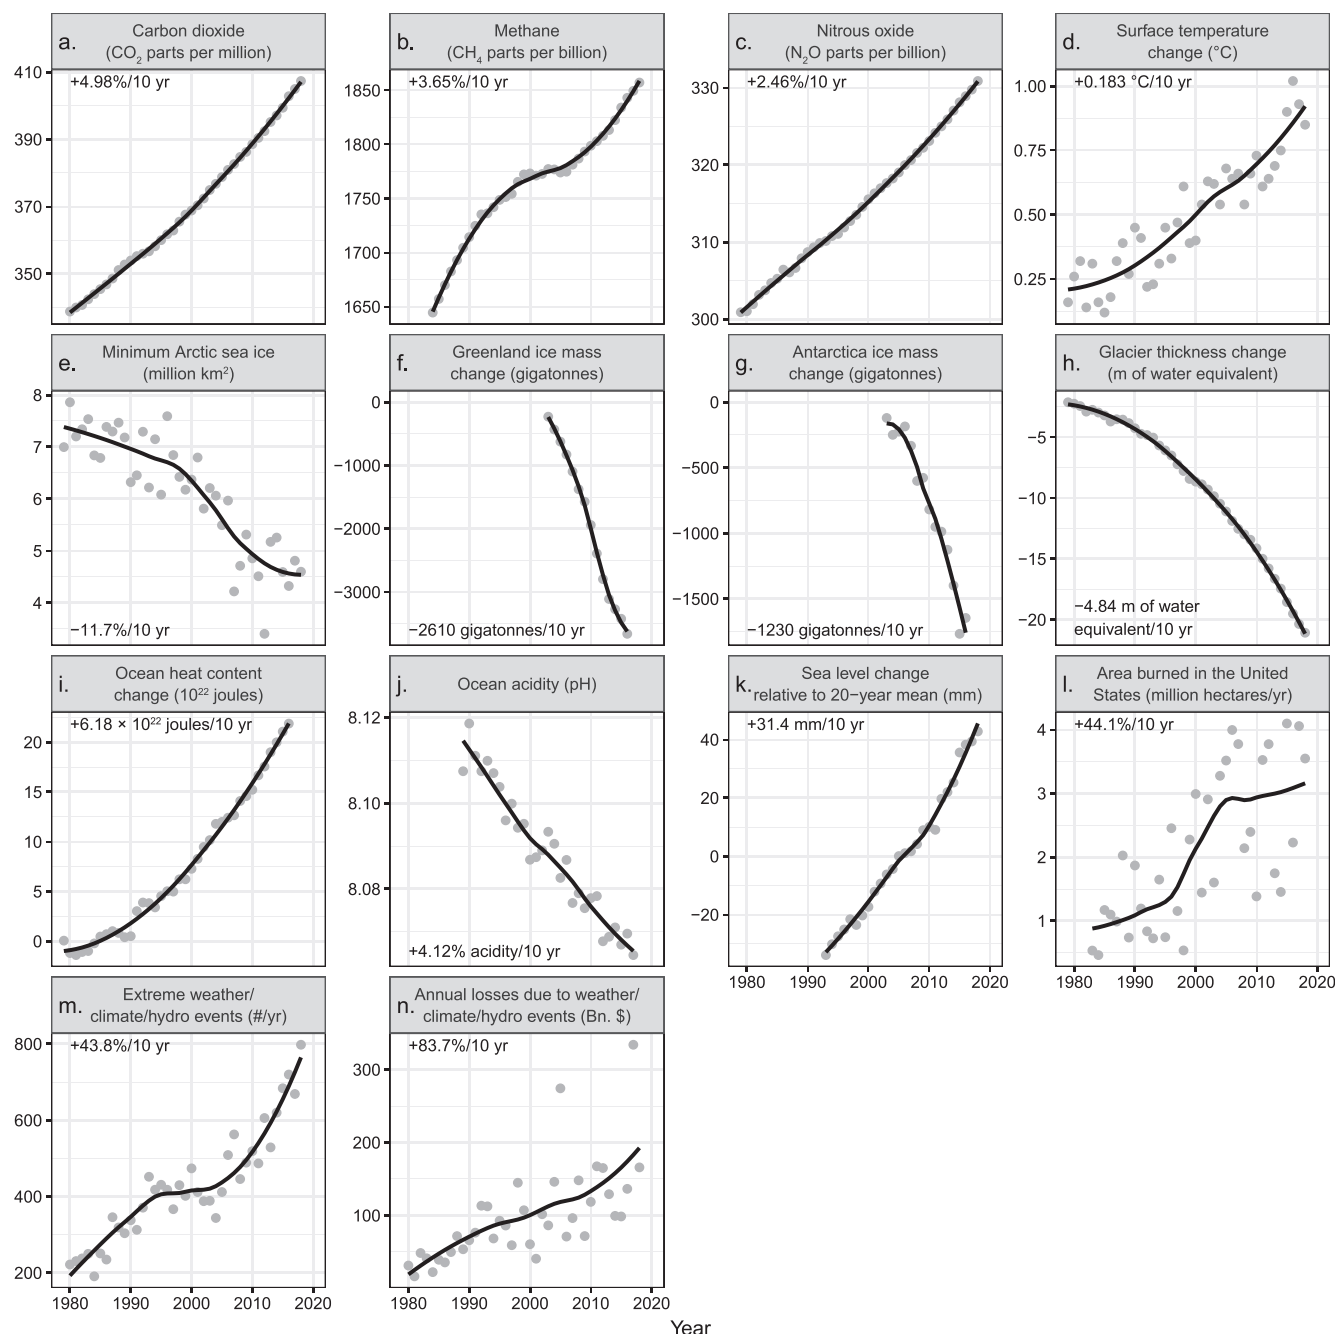 a.
Carbon dioxide
(CO₂ parts per million)
+4.98%/10 yr
410
390
370
350
b.
Methane
(CH₄ parts per billion)
+3.65%/10 yr
1850
1800
1750
1700
1650
c.
Nitrous oxide
(N₂O parts per billion)
+2.46%/10 yr
330
320
310
300
d.
Surface temperature
change (°C)
+0.183 °C/10 yr
1.00
0.75
0.50
0.25
e.
Minimum Arctic sea ice
(million km²)
8
7
6
5
4
−11.7%/10 yr
f.
Greenland ice mass
change (gigatonnes)
0
−1000
−2000
−3000
−2610 gigatonnes/10 yr
g.
Antarctica ice mass
change (gigatonnes)
0
−500
−1000
−1500
−1230 gigatonnes/10 yr
h.
Glacier thickness change
(m of water equivalent)
−5
−10
−15
−20
−4.84 m of water
equivalent/10 yr
i.
Ocean heat content
change (10²² joules)
+6.18 × 10²² joules/10 yr
20
15
10
5
0
j.
Ocean acidity (pH)
8.12
8.10
8.08
+4.12% acidity/10 yr
k.
Sea level change
relative to 20−year mean (mm)
+31.4 mm/10 yr
40
20
0
−20
1980 1990 2000 2010 2020
l.
Area burned in the United
States (million hectares/yr)
+44.1%/10 yr
4
3
2
1
1980 1990 2000 2010 2020
m.
Extreme weather/
climate/hydro events (#/yr)
+43.8%/10 yr
800
600
400
200
1980 1990 2000 2010 2020
n.
Annual losses due to weather/
climate/hydro events (Bn. $)
+83.7%/10 yr
300
200
100
1980 1990 2000 2010 2020
Year